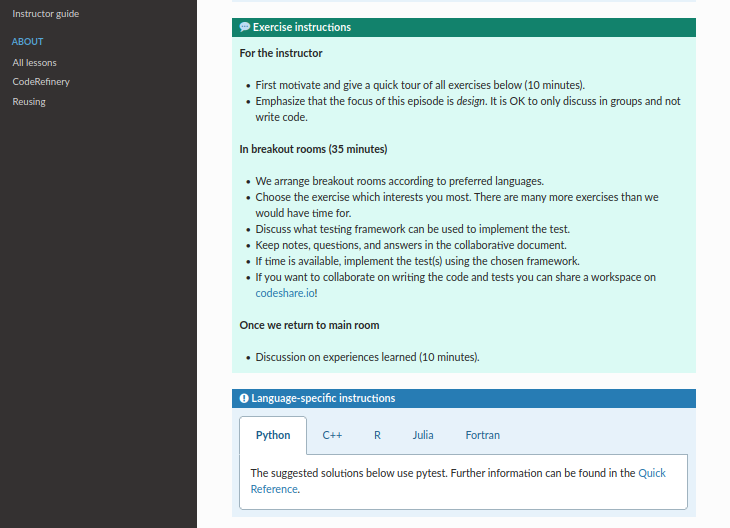 Instructor guide
ABOUT
All lessons
CodeRefinery
Reusing
Exercise instructions
For the instructor
First motivate and give a quick tour of all exercises below (10 minutes).
Emphasize that the focus of this episode is design. It is OK to only discuss in groups and not
write code.
In breakout rooms (35 minutes)
We arrange breakout rooms according to preferred languages.
Choose the exercise which interests you most. There are many more exercises than we
would have time for.
Discuss what testing framework can be used to implement the test.
Keep notes, questions, and answers in the collaborative document.
If time is available, implement the test(s) using the chosen framework.
If you want to collaborate on writing the code and tests you can share a workspace on
codeshare.io!
Once we return to main room
Discussion on experiences learned (10 minutes).
Language-specific instructions
Python C++ R Julia Fortran
The suggested solutions below use pytest. Further information can be found in the Quick
Reference.